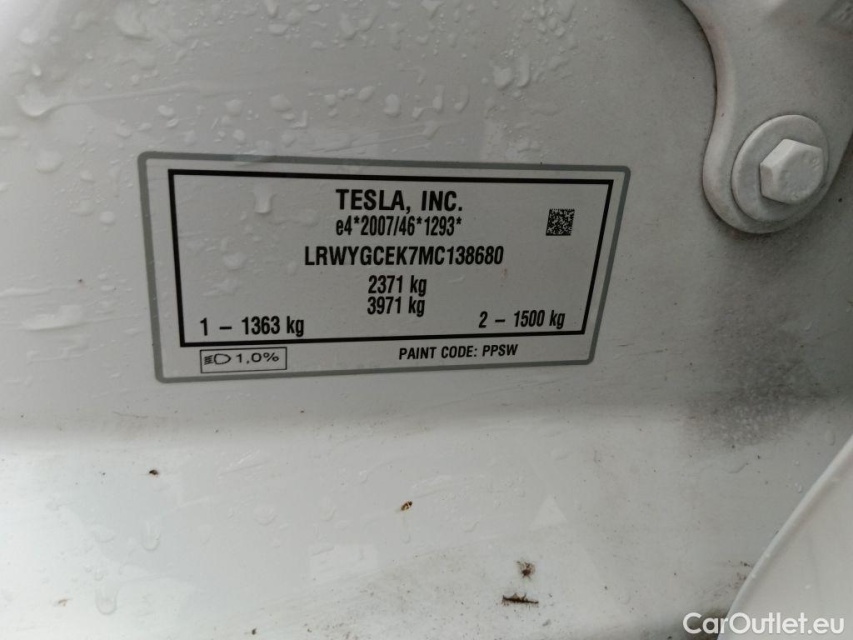 TESLA, INC.
e4*2007/46*1293*
LRWYGCEK7MC138680
2371 kg
3971 kg
1 – 1363 kg
2 – 1500 kg
1.0%
PAINT CODE: PPSW
CarOutlet.eu